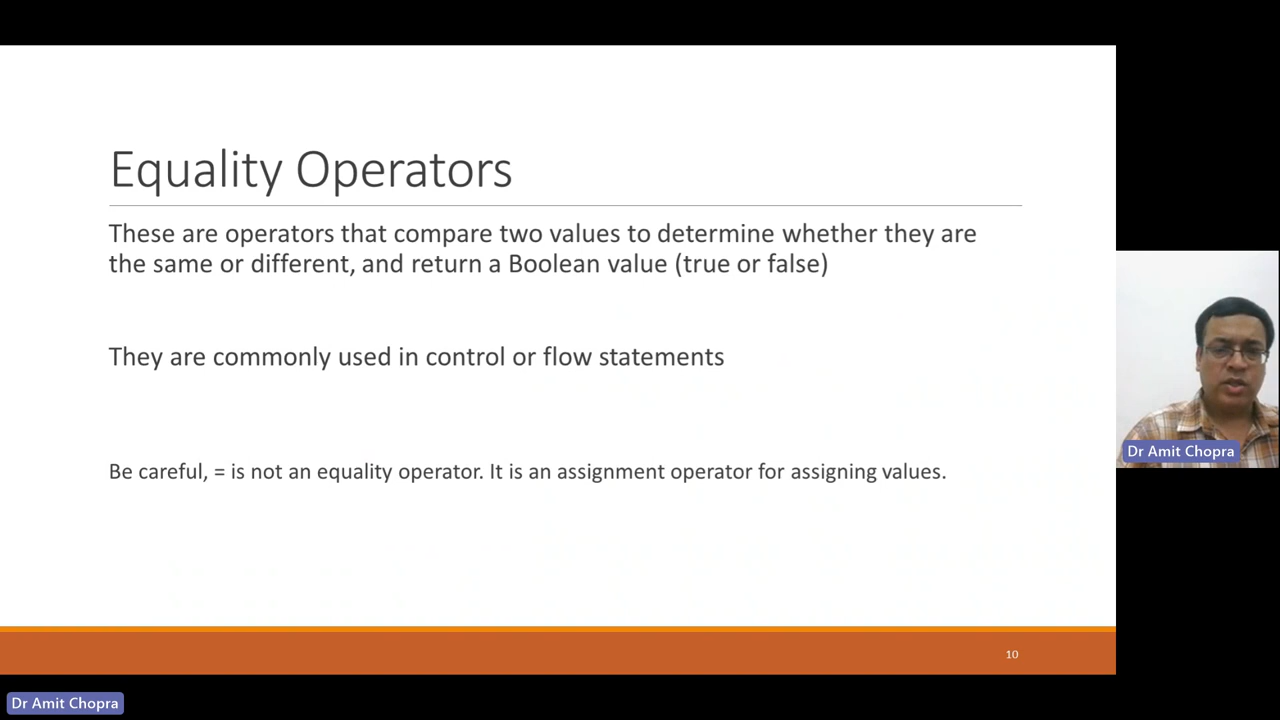 Equality Operators
These are operators that compare two values to determine whether they are
the same or different, and return a Boolean value (true or false)
They are commonly used in control or flow statements
Be careful, = is not an equality operator. It is an assignment operator for assigning values.
10
Dr Amit Chopra
Dr Amit Chopra